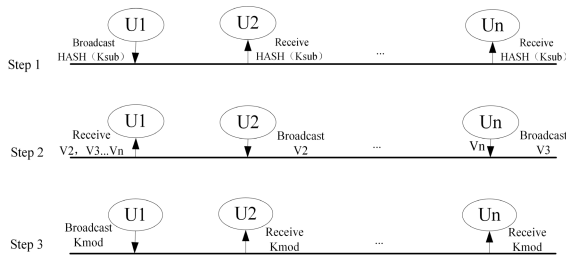 U1
U2
Un
Broadcast
HASH（Ksub）
Receive
HASH（Ksub）
...
Receive
HASH（Ksub）
Step 1
U1
U2
Un
Receive
V2，V3...Vn
Broadcast
V2
...
Vn
Broadcast
V3
Step 2
U1
U2
Un
Broadcast
Kmod
Receive
Kmod
...
Receive
Kmod
Step 3